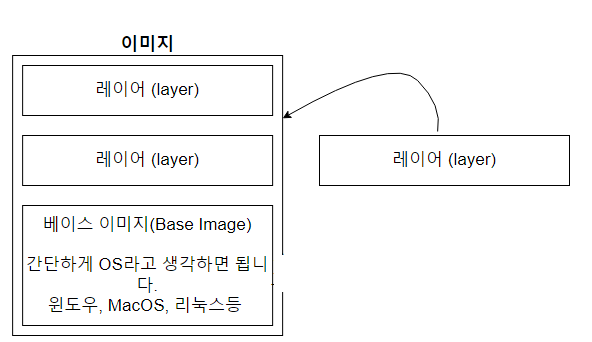 이미지
레이어 (layer)
레이어 (layer)
레이어 (layer)
베이스 이미지(Base Image)
간단하게 OS라고 생각하면 됩니
다.
윈도우, MacOS, 리눅스등